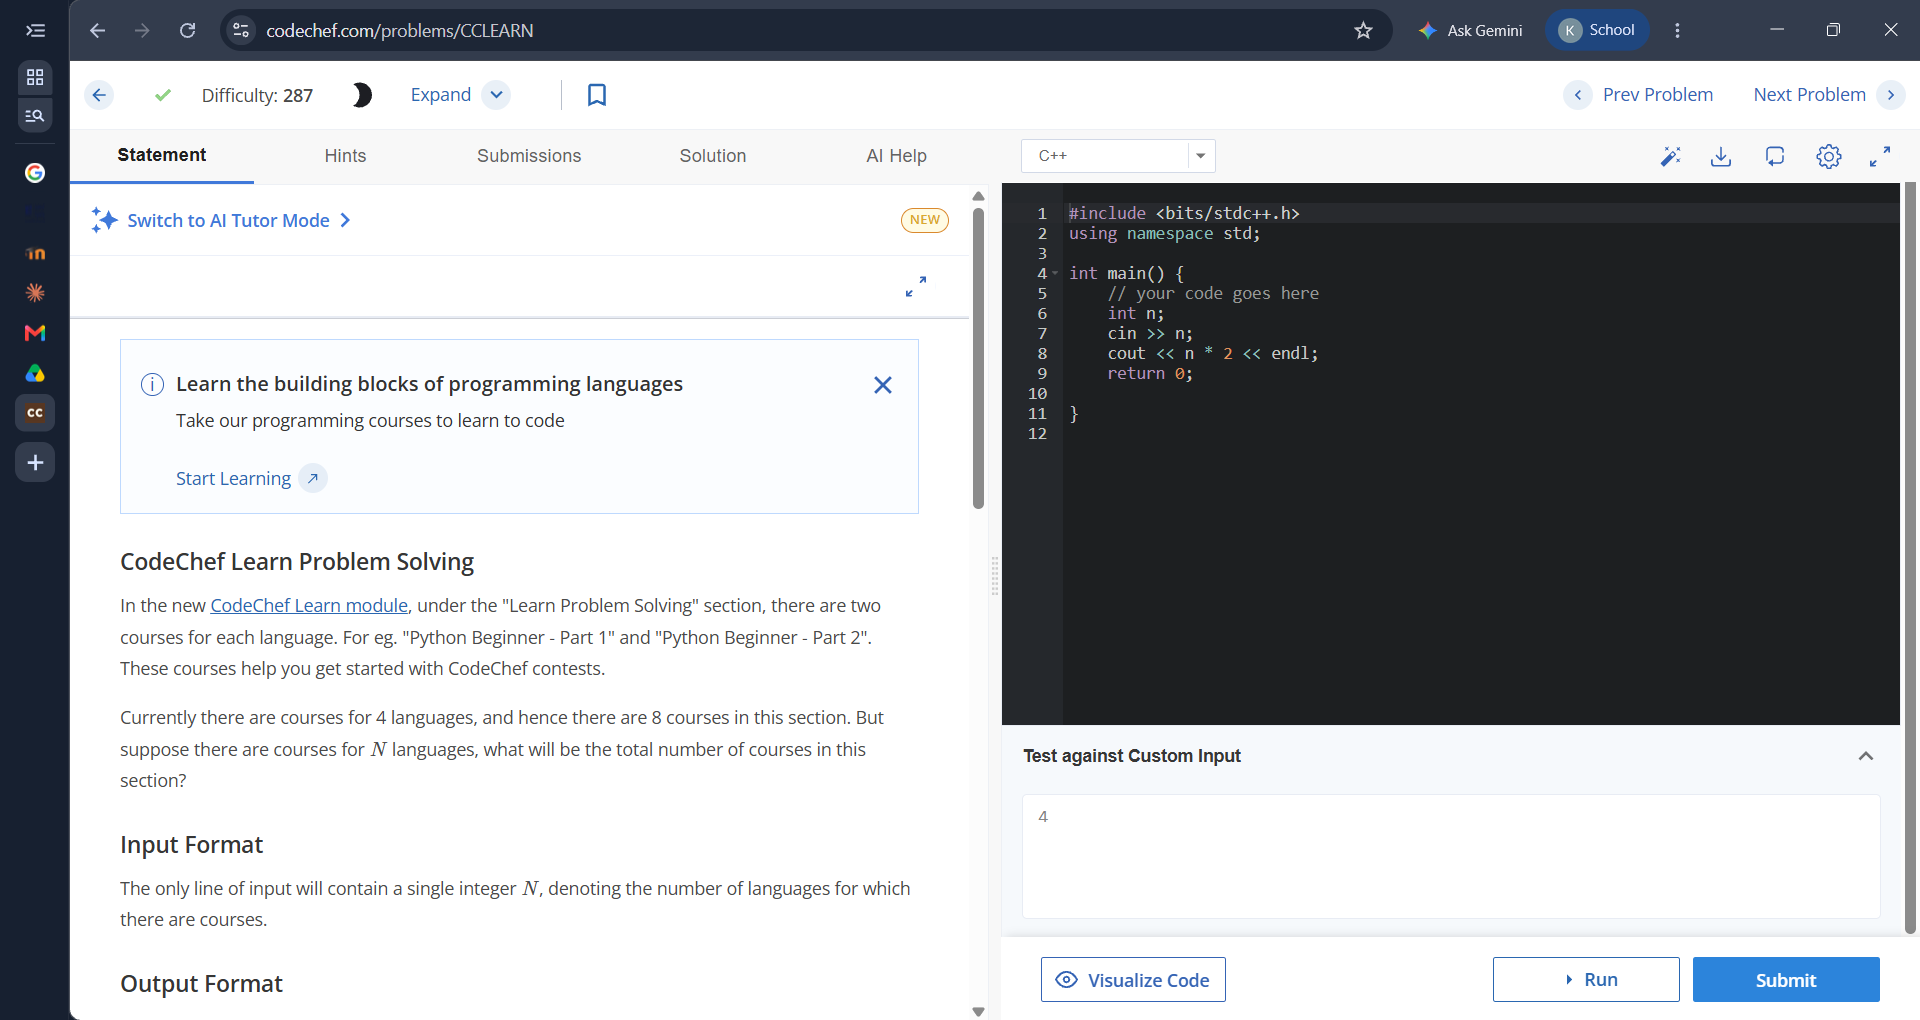 codechef.com/problems/CCLEARN
Ask Gemini
K School
Difficulty: 287
Expand
Prev Problem
Next Problem
Statement
Hints
Submissions
Solution
AI Help
C++
Switch to AI Tutor Mode
NEW
Learn the building blocks of programming languages
Take our programming courses to learn to code
Start Learning
CodeChef Learn Problem Solving
In the new CodeChef Learn module, under the "Learn Problem Solving" section, there are two
courses for each language. For eg. "Python Beginner - Part 1" and "Python Beginner - Part 2".
These courses help you get started with CodeChef contests.
Currently there are courses for 4 languages, and hence there are 8 courses in this section. But
suppose there are courses for N languages, what will be the total number of courses in this
section?
Input Format
The only line of input will contain a single integer N, denoting the number of languages for which
there are courses.
Output Format
1 #include <bits/stdc++.h>
2 using namespace std;
3
4 int main() {
5 // your code goes here
6 int n;
7 cin >> n;
8 cout << n * 2 << endl;
9 return 0;
10
11 }
12
Test against Custom Input
4
Visualize Code
Run
Submit
cc